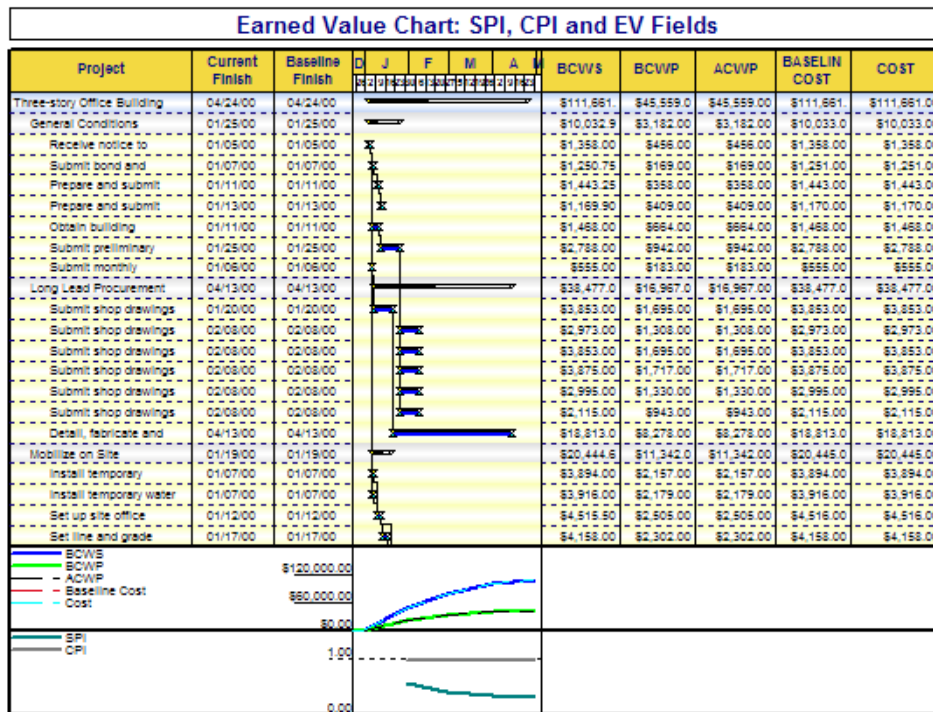 Earned Value Chart: SPI, CPI and EV Fields
Project Current Finish Baseline Finish D J F M A M BCWS BCWP ACWP BASELIN COST COST
Three-story Office Building 04/24/00 04/24/00 $111,661. $45,559.0 $45,559.00 $111,661. $111,661.0
General Conditions 01/25/00 01/25/00 $10,032.9 $3,182.00 $3,182.00 $10,033.0 $10,033.0
Receive notice to 01/05/00 01/05/00 $1,358.00 $456.00 $456.00 $1,358.00 $1,358.0
Submit bond and 01/07/00 01/07/00 $1,250.75 $169.00 $169.00 $1,251.00 $1,251.0
Prepare and submit 01/11/00 01/11/00 $1,443.25 $358.00 $358.00 $1,443.00 $1,443.0
Prepare and submit 01/13/00 01/13/00 $1,169.90 $409.00 $409.00 $1,170.00 $1,170.0
Obtain building 01/11/00 01/11/00 $1,468.00 $664.00 $664.00 $1,468.00 $1,468.0
Submit preliminary 01/25/00 01/25/00 $2,788.00 $942.00 $942.00 $2,788.00 $2,788.0
Submit monthly 01/06/00 01/06/00 $555.00 $183.00 $183.00 $555.00 $555.0
Long Lead Procurement 04/13/00 04/13/00 $38,477.0 $16,967.0 $16,967.00 $38,477.0 $38,477.0
Submit shop drawings 01/20/00 01/20/00 $3,853.00 $1,695.00 $1,695.00 $3,853.00 $3,853.0
Submit shop drawings 02/08/00 02/08/00 $2,973.00 $1,308.00 $1,308.00 $2,973.00 $2,973.0
Submit shop drawings 02/08/00 02/08/00 $3,853.00 $1,695.00 $1,695.00 $3,853.00 $3,853.0
Submit shop drawings 02/08/00 02/08/00 $3,875.00 $1,717.00 $1,717.00 $3,875.00 $3,875.0
Submit shop drawings 02/08/00 02/08/00 $2,995.00 $1,330.00 $1,330.00 $2,995.00 $2,995.0
Submit shop drawings 02/08/00 02/08/00 $2,115.00 $943.00 $943.00 $2,115.00 $2,115.0
Detail, fabricate and 04/13/00 04/13/00 $18,813.0 $8,278.00 $8,278.00 $18,813.0 $18,813.0
Mobilize on Site 01/19/00 01/19/00 $20,444.6 $11,342.0 $11,342.00 $20,445.0 $20,445.0
Install temporary 01/07/00 01/07/00 $3,894.00 $2,157.00 $2,157.00 $3,894.00 $3,894.0
Install temporary water 01/07/00 01/07/00 $3,916.00 $2,179.00 $2,179.00 $3,916.00 $3,916.0
Set up site office 01/12/00 01/12/00 $4,515.50 $2,505.00 $2,505.00 $4,516.00 $4,516.0
Set line and grade 01/17/00 01/17/00 $4,158.00 $2,302.00 $2,302.00 $4,158.00 $4,158.0
BCWS
BCWP
ACWP
Baseline Cost
Cost
$120,000.00
$60,000.00
$0.00
SPI
CPI
1.00
0.00